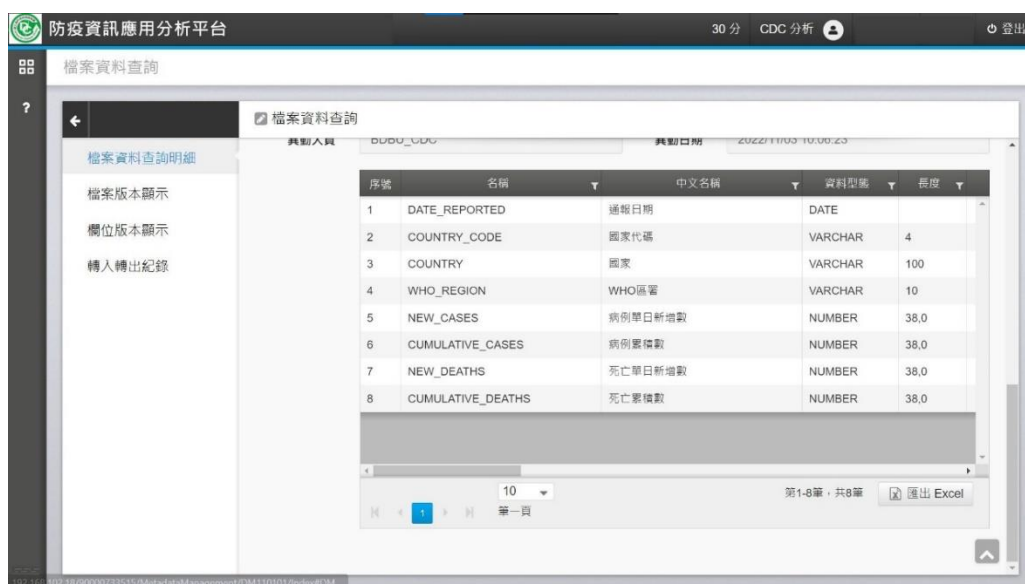 防疫資訊應用分析平台 30 分 CDC 分析 登出
檔案資料查詢
?
檔案資料查詢
檔案資料查詢明細
檔案版本顯示
欄位版本顯示
轉入轉出紀錄
異動人員 BDBU_CDC 異動日期 2022/11/03 10:06:23
序號 名稱 中文名稱 資料型態 長度
1 DATE_REPORTED 通報日期 DATE
2 COUNTRY_CODE 國家代碼 VARCHAR 4
3 COUNTRY 國家 VARCHAR 100
4 WHO_REGION WHO區署 VARCHAR 10
5 NEW_CASES 病例單日新增數 NUMBER 38,0
6 CUMULATIVE_CASES 病例累積數 NUMBER 38,0
7 NEW_DEATHS 死亡單日新增數 NUMBER 38,0
8 CUMULATIVE_DEATHS 死亡累積數 NUMBER 38,0
10 第1-8筆，共8筆 匯出 Excel
1 筆一頁